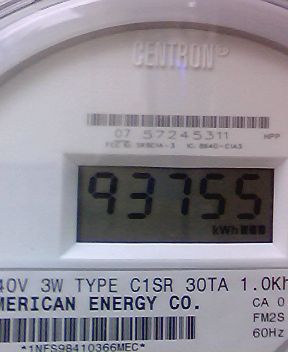 CENTRON®
07 57245311 HPP
93755
kWh
40V 3W TYPE C1SR 30TA 1.0Kh
MERICAN ENERGY CO.
CA 0
FM2S
60Hz
*1NFS98410366MEC*